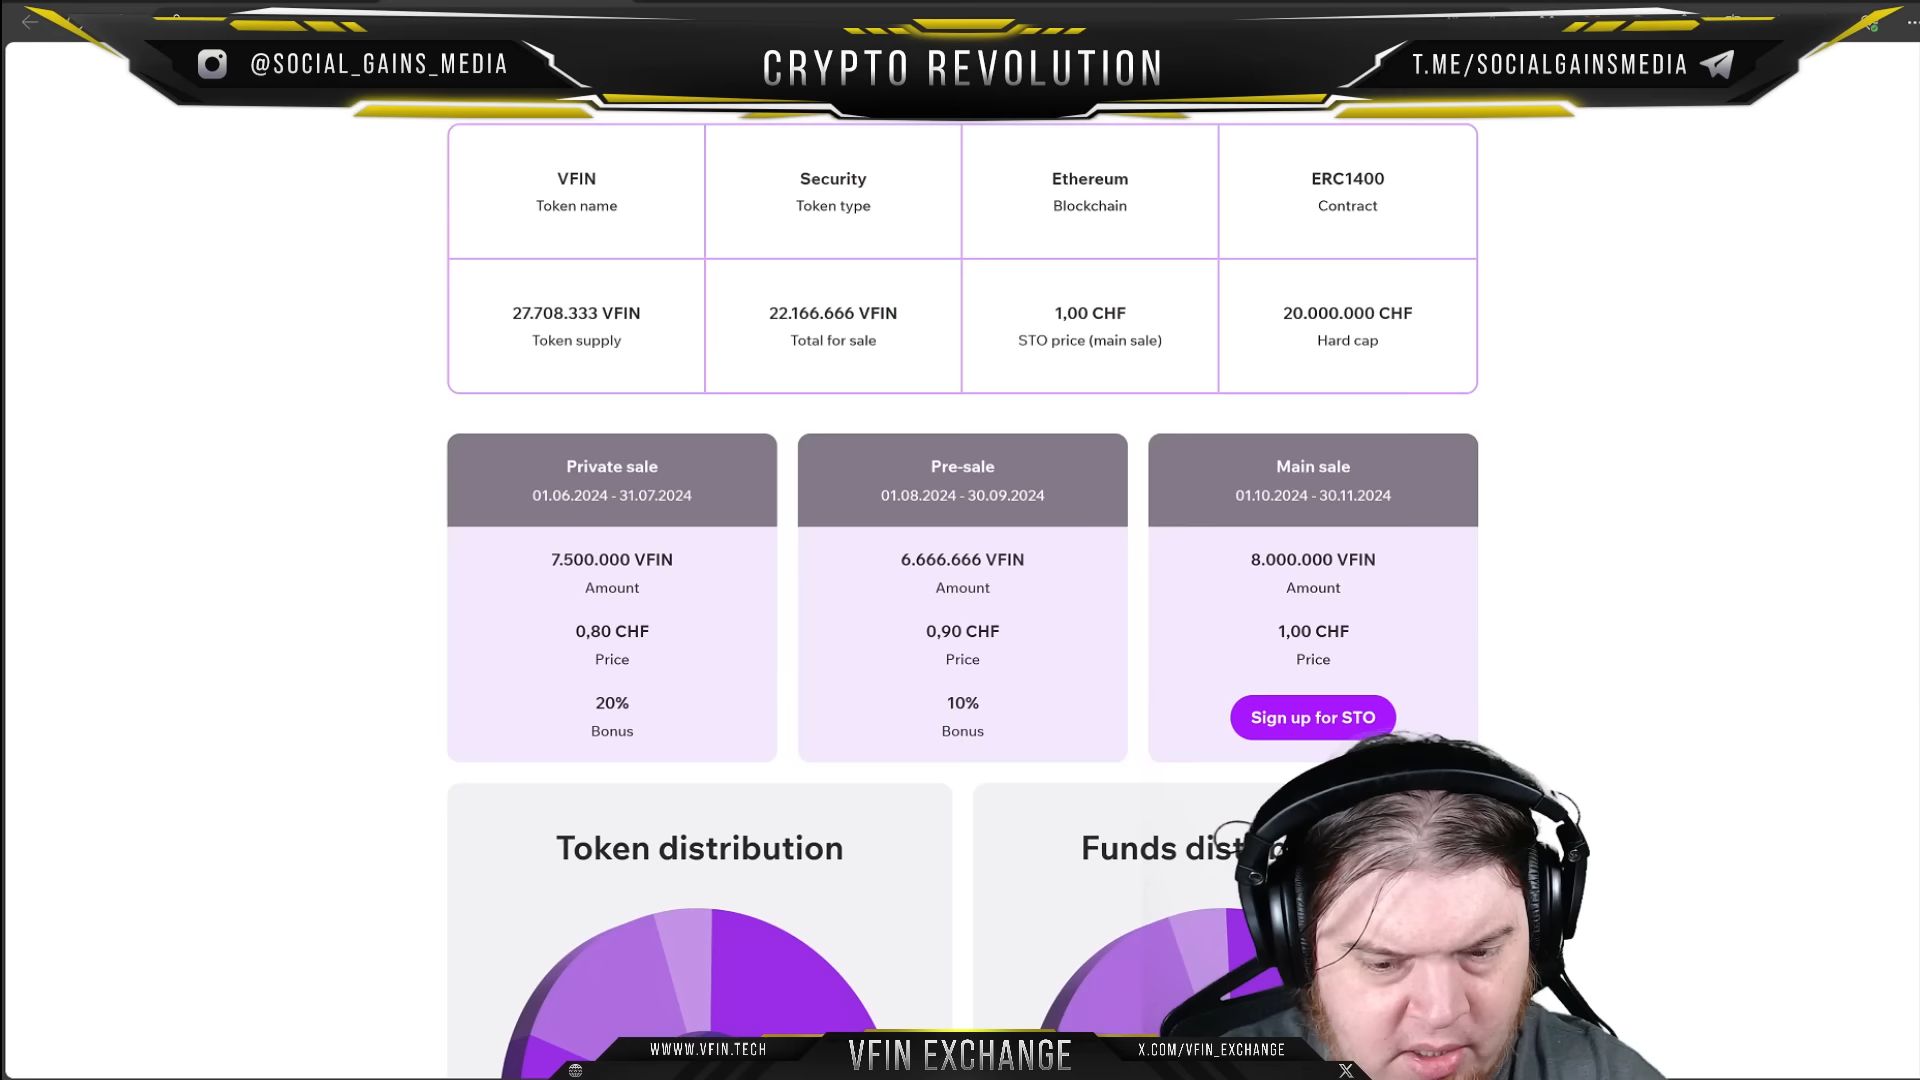 @SOCIAL_GAINS_MEDIA
CRYPTO REVOLUTION
T.ME/SOCIALGAINSMEDIA
VFIN
Token name
Security
Token type
Ethereum
Blockchain
ERC1400
Contract
27.708.333 VFIN
Token supply
22.166.666 VFIN
Total for sale
1,00 CHF
STO price (main sale)
20.000.000 CHF
Hard cap
Private sale
01.06.2024 - 31.07.2024
7.500.000 VFIN
Amount
0,80 CHF
Price
20%
Bonus
Pre-sale
01.08.2024 - 30.09.2024
6.666.666 VFIN
Amount
0,90 CHF
Price
10%
Bonus
Main sale
01.10.2024 - 30.11.2024
8.000.000 VFIN
Amount
1,00 CHF
Price
Sign up for STO
Token distribution
Funds
WWWW.VFIN.TECH
VFIN EXCHANGE
X.COM/VFIN_EXCHANGE